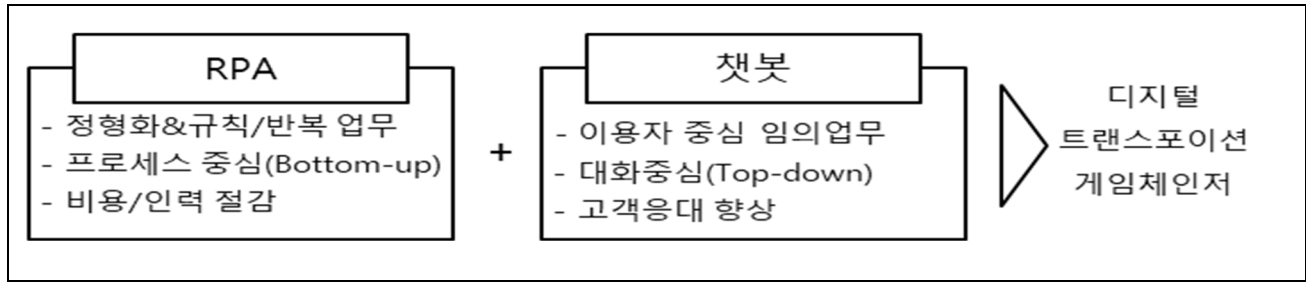 RPA
- 정형화&규칙/반복 업무
- 프로세스 중심(Bottom-up)
- 비용/인력 절감
+
챗봇
- 이용자 중심 임의업무
- 대화중심(Top-down)
- 고객응대 향상
디지털
트랜스포이션
게임체인저